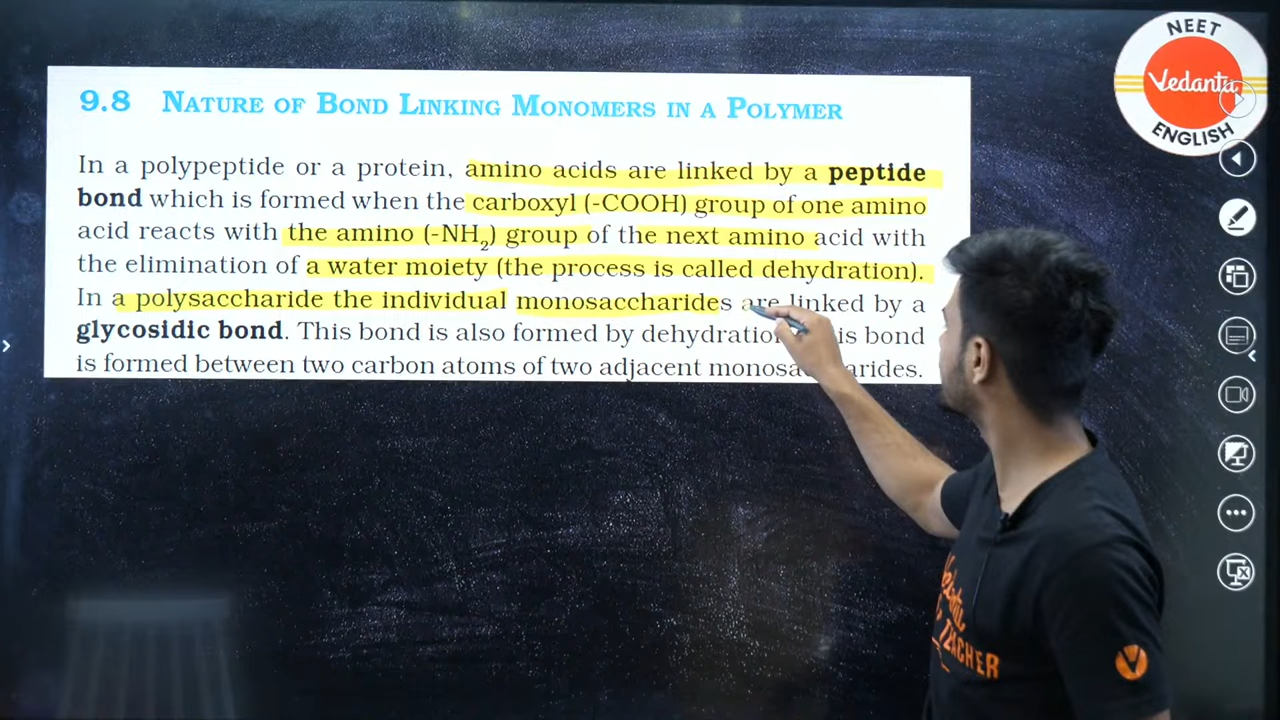 9.8 NATURE OF BOND LINKING MONOMERS IN A POLYMER
In a polypeptide or a protein, amino acids are linked by a peptide
bond which is formed when the carboxyl (-COOH) group of one amino
acid reacts with the amino (-NH₂) group of the next amino acid with
the elimination of a water moiety (the process is called dehydration).
In a polysaccharide the individual monosaccharides are linked by a
glycosidic bond. This bond is also formed by bond
is formed between two carbon atoms of two adjacent
NEET
Vedantu
ENGLISH
Vedantu
TEACHER